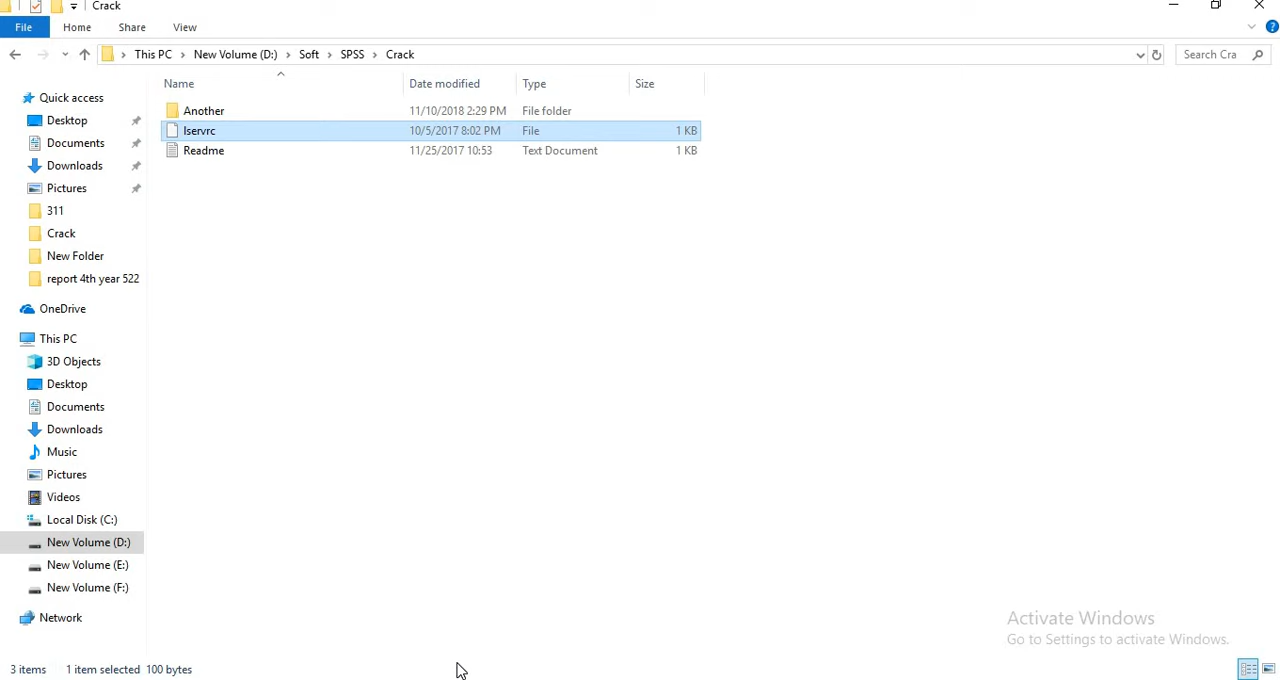 Crack
File Home Share View
This PC New Volume (D:) Soft SPSS Crack Search Cra
Name Date modified Type Size
Quick access
Desktop
Documents
Downloads
Pictures
311
Crack
New Folder
report 4th year 522
OneDrive
This PC
3D Objects
Desktop
Documents
Downloads
Music
Pictures
Videos
Local Disk (C:)
New Volume (D:)
New Volume (E:)
New Volume (F:)
Network
Another 11/10/2018 2:29 PM File folder
lservrc 10/5/2017 8:02 PM File 1 KB
Readme 11/25/2017 10:53 Text Document 1 KB
Activate Windows
Go to Settings to activate Windows.
3 items 1 item selected 100 bytes